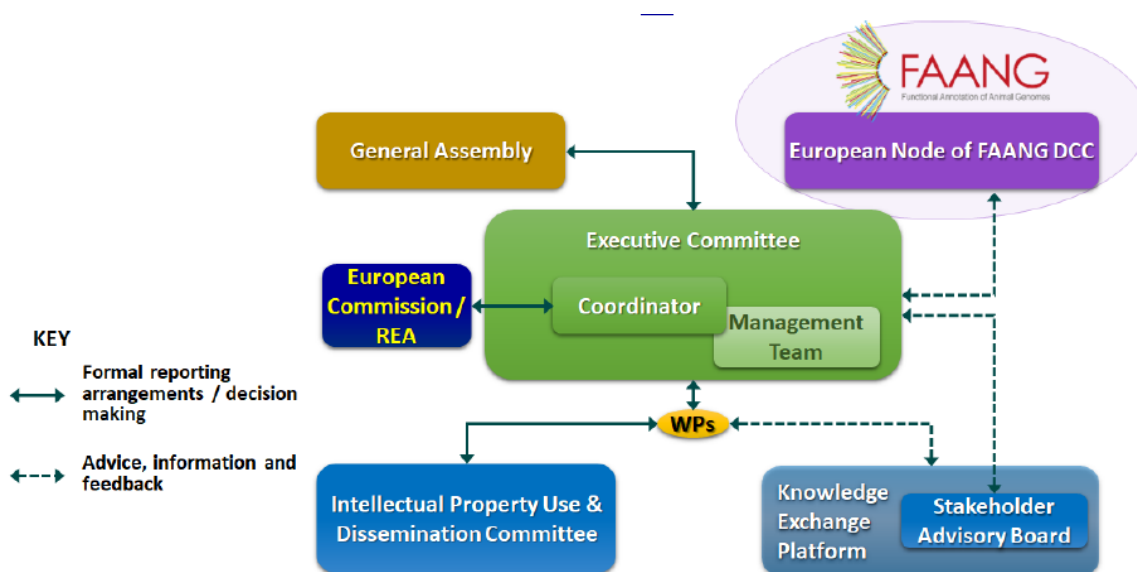 FAANG
Functional Annotation of Animal Genomes
General Assembly
European Node of FAANG DCC
Executive Committee
European
Commission /
REA
Coordinator
Management
Team
KEY
Formal reporting
arrangements / decision
making
WPs
Advice, information and
feedback
Intellectual Property Use &
Dissemination Committee
Knowledge
Exchange
Platform
Stakeholder
Advisory Board